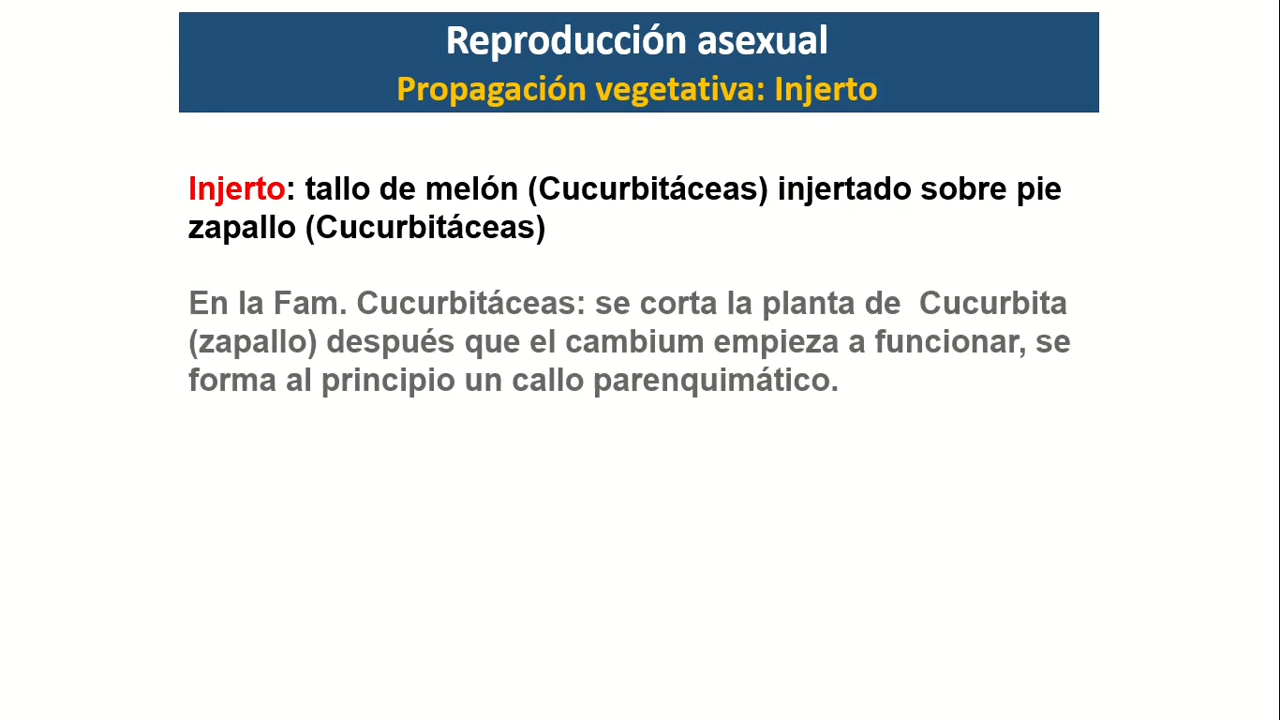 Reproducción asexual
Propagación vegetativa: Injerto
Injerto: tallo de melón (Cucurbitáceas) injertado sobre pie
zapallo (Cucurbitáceas)
En la Fam. Cucurbitáceas: se corta la planta de  Cucurbita
(zapallo) después que el cambium empieza a funcionar, se
forma al principio un callo parenquimático.